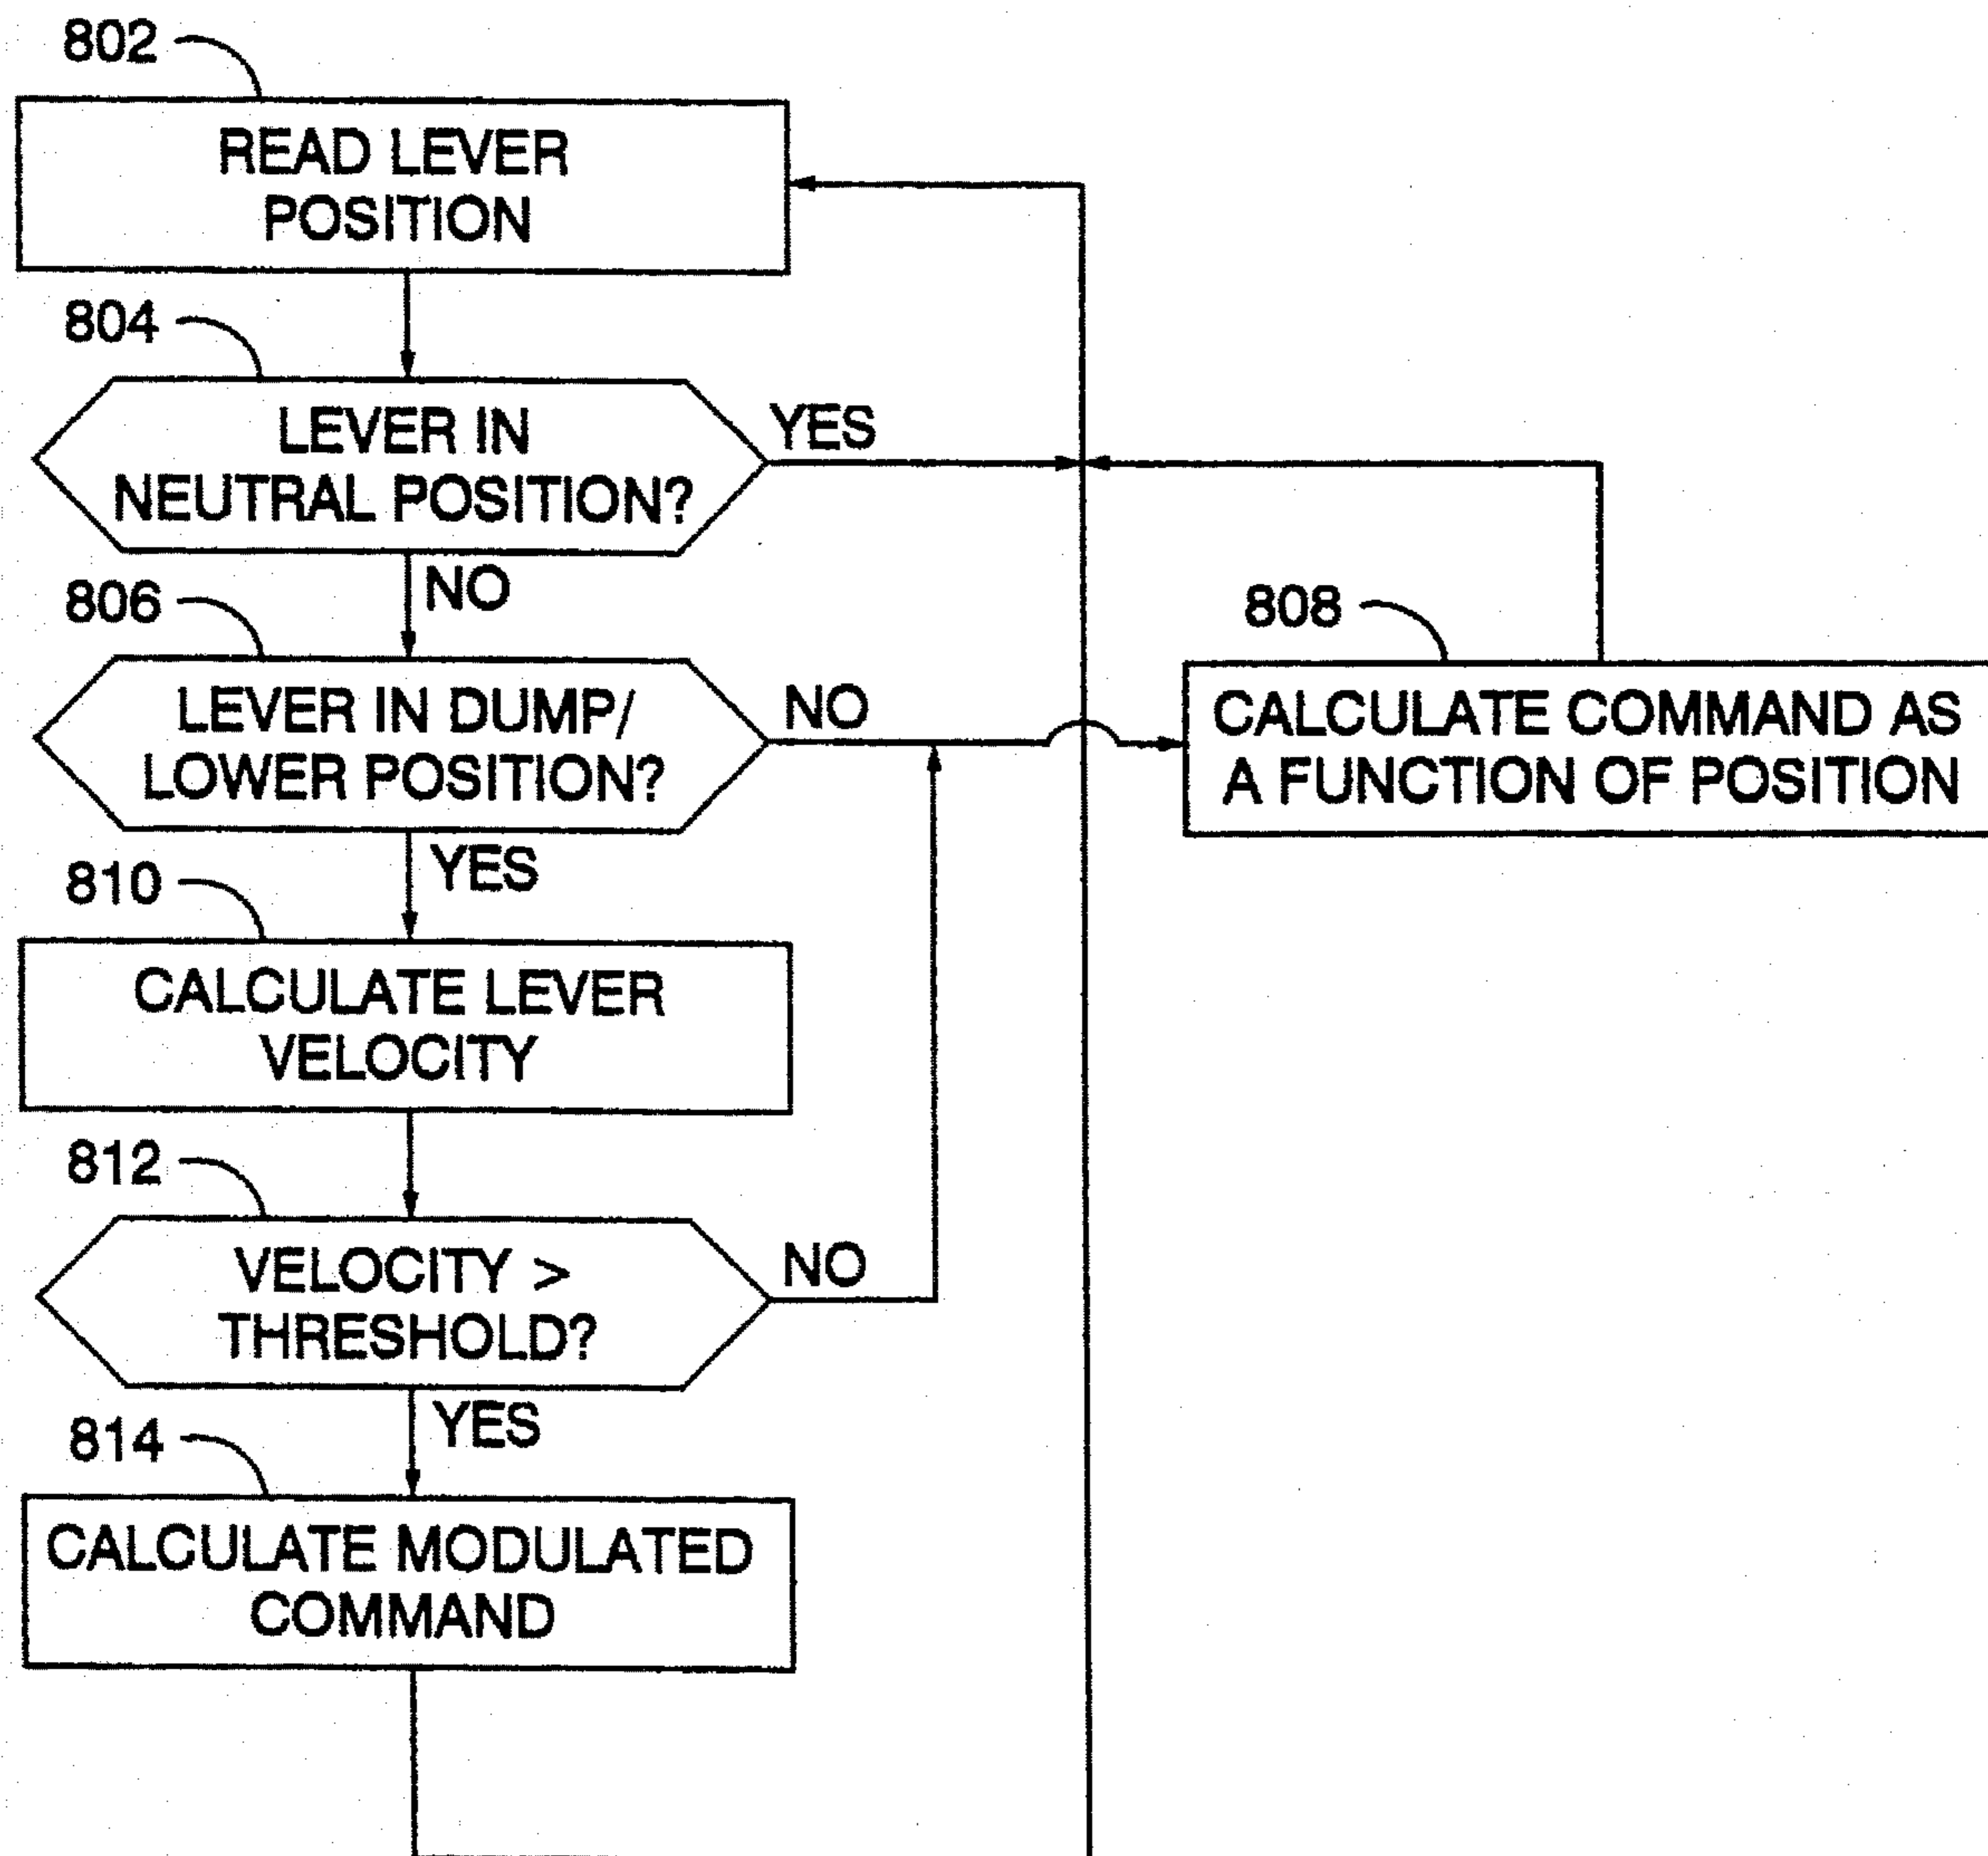 802
READ LEVER
POSITION
804
LEVER IN
NEUTRAL POSITION?
YES
NO
806
LEVER IN DUMP/
LOWER POSITION?
NO
808
CALCULATE COMMAND AS
A FUNCTION OF POSITION
YES
810
CALCULATE LEVER
VELOCITY
812
VELOCITY >
THRESHOLD?
NO
YES
814
CALCULATE MODULATED
COMMAND